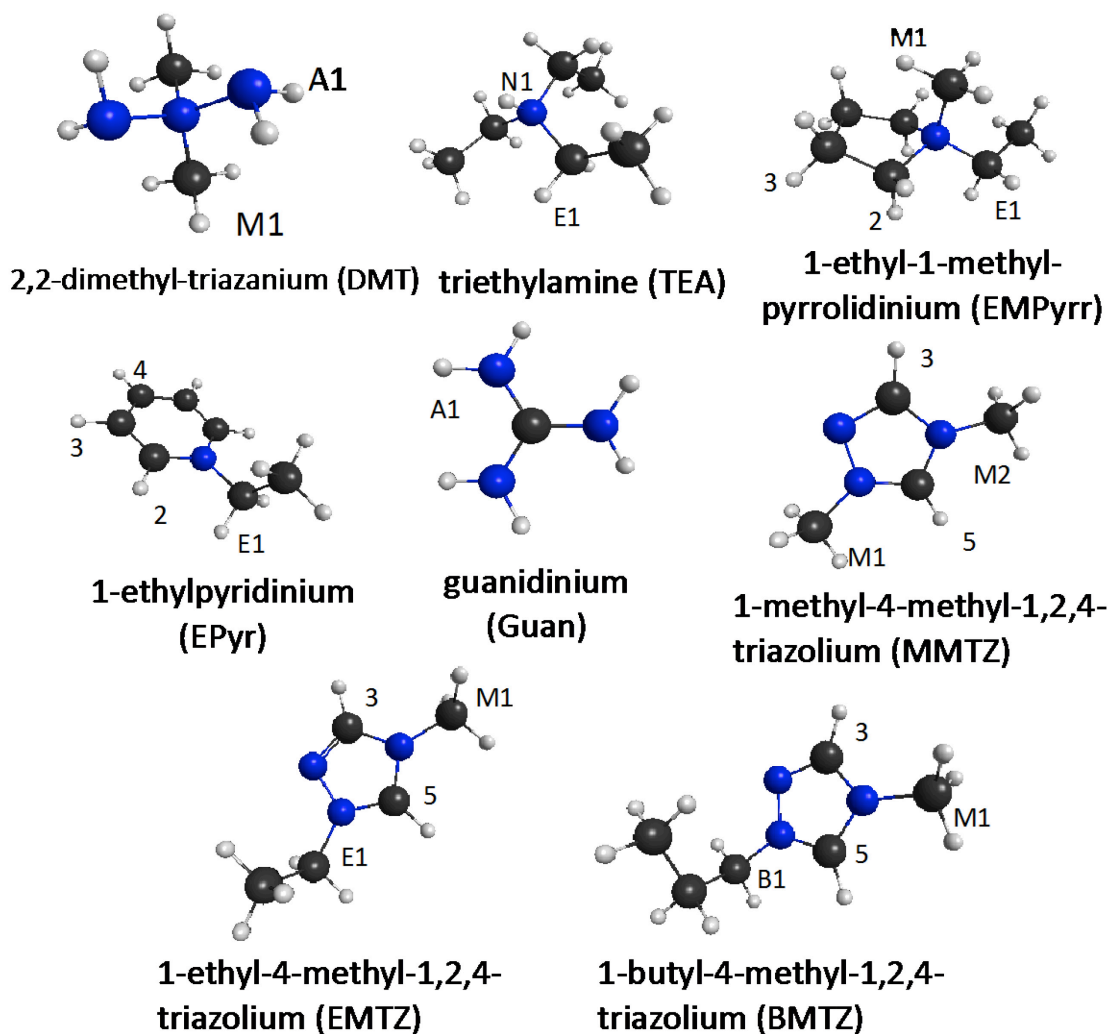 A1
M1
2,2-dimethyl-triazanium (DMT)
N1
E1
triethylamine (TEA)
M1
3
2
E1
1-ethyl-1-methyl-
pyrrolidinium (EMPyrr)
4
3
2
E1
1-ethylpyridinium
(EPyr)
A1
guanidinium
(Guan)
3
M2
5
M1
1-methyl-4-methyl-1,2,4-
triazolium (MMTZ)
3
M1
5
E1
1-ethyl-4-methyl-1,2,4-
triazolium (EMTZ)
3
M1
5
B1
1-butyl-4-methyl-1,2,4-
triazolium (BMTZ)